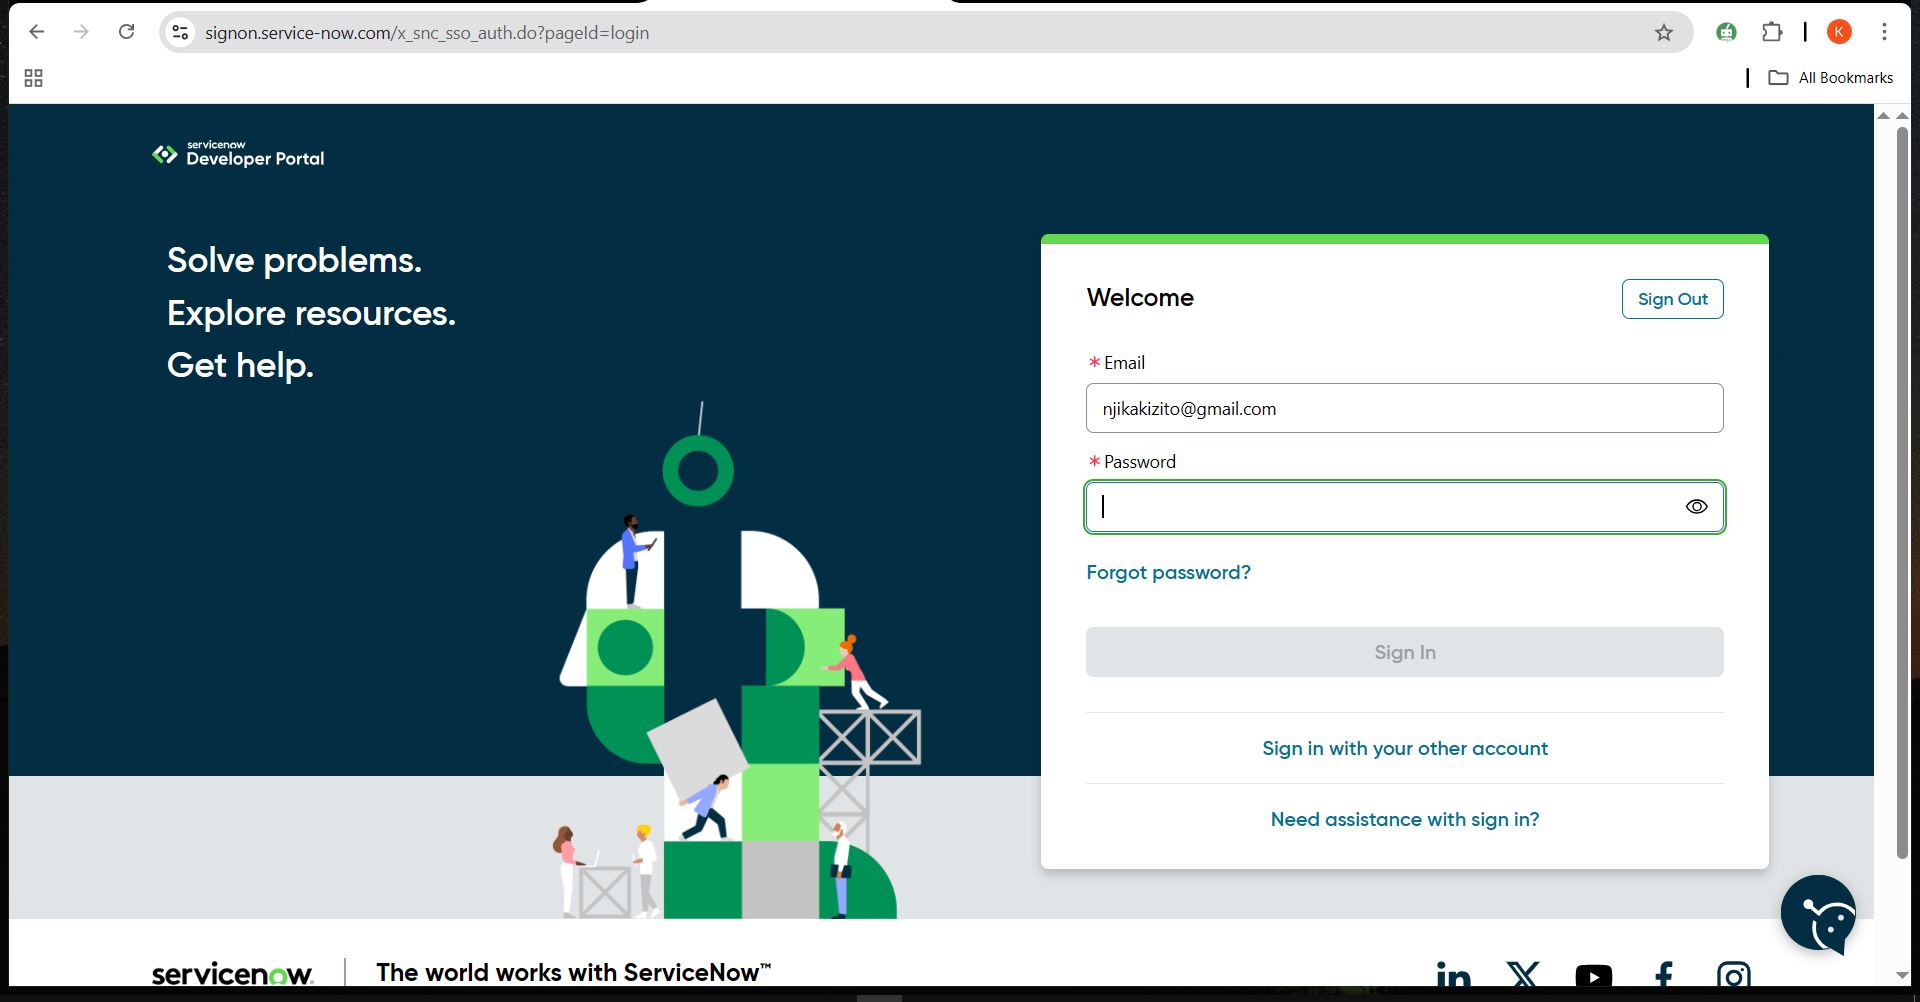 signon.service-now.com/x_snc_sso_auth.do?pageId=login
K
All Bookmarks
servicenow
Developer Portal
Solve problems.
Explore resources.
Get help.
Welcome
Sign Out
* Email
njikakizito@gmail.com
* Password
Forgot password?
Sign In
Sign in with your other account
Need assistance with sign in?
servicenow.
The world works with ServiceNow™